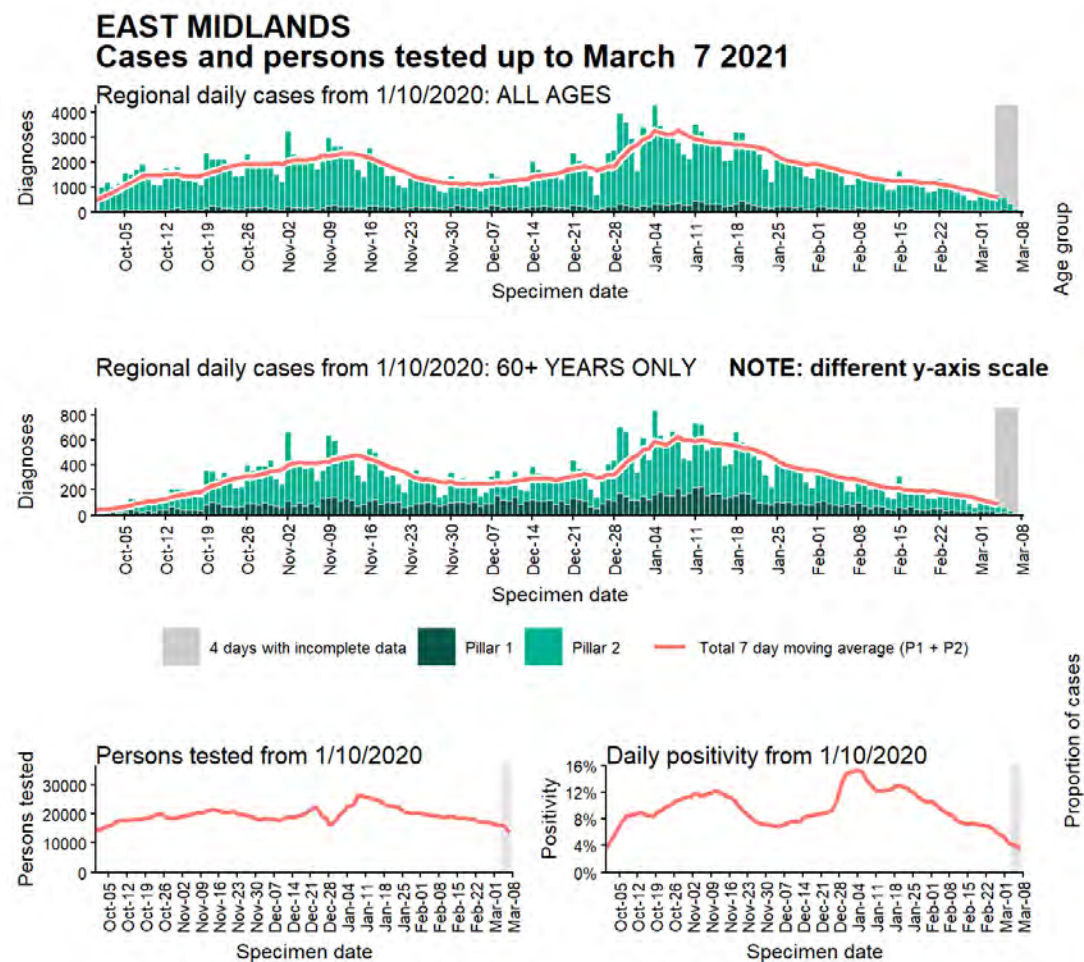 EAST MIDLANDS
Cases and persons tested up to March 7 2021
Regional daily cases from 1/10/2020: ALL AGES
Diagnoses
4000
3000
2000
1000
0
Oct-05
Oct-12
Oct-19
Oct-26
Nov-02
Nov-09
Nov-16
Nov-23
Nov-30
Dec-07
Dec-14
Dec-21
Dec-28
Jan-04
Jan-11
Jan-18
Jan-25
Feb-01
Feb-08
Feb-15
Feb-22
Mar-01
Mar-08
Specimen date
Age group
Regional daily cases from 1/10/2020: 60+ YEARS ONLY NOTE: different y-axis scale
Diagnoses
800
600
400
200
0
Oct-05
Oct-12
Oct-19
Oct-26
Nov-02
Nov-09
Nov-16
Nov-23
Nov-30
Dec-07
Dec-14
Dec-21
Dec-28
Jan-04
Jan-11
Jan-18
Jan-25
Feb-01
Feb-08
Feb-15
Feb-22
Mar-01
Mar-08
Specimen date
4 days with incomplete data Pillar 1 Pillar 2 Total 7 day moving average (P1 + P2)
Proportion of cases
Persons tested from 1/10/2020
Persons tested
30000
20000
10000
0
Oct-05
Oct-12
Oct-19
Oct-26
Nov-02
Nov-09
Nov-16
Nov-23
Nov-30
Dec-07
Dec-14
Dec-21
Dec-28
Jan-04
Jan-11
Jan-18
Jan-25
Feb-01
Feb-08
Feb-15
Feb-22
Mar-01
Mar-08
Specimen date
Daily positivity from 1/10/2020
Positivity
16%
12%
8%
4%
0%
Oct-05
Oct-12
Oct-19
Oct-26
Nov-02
Nov-09
Nov-16
Nov-23
Nov-30
Dec-07
Dec-14
Dec-21
Dec-28
Jan-04
Jan-11
Jan-18
Jan-25
Feb-01
Feb-08
Feb-15
Feb-22
Mar-01
Mar-08
Specimen date